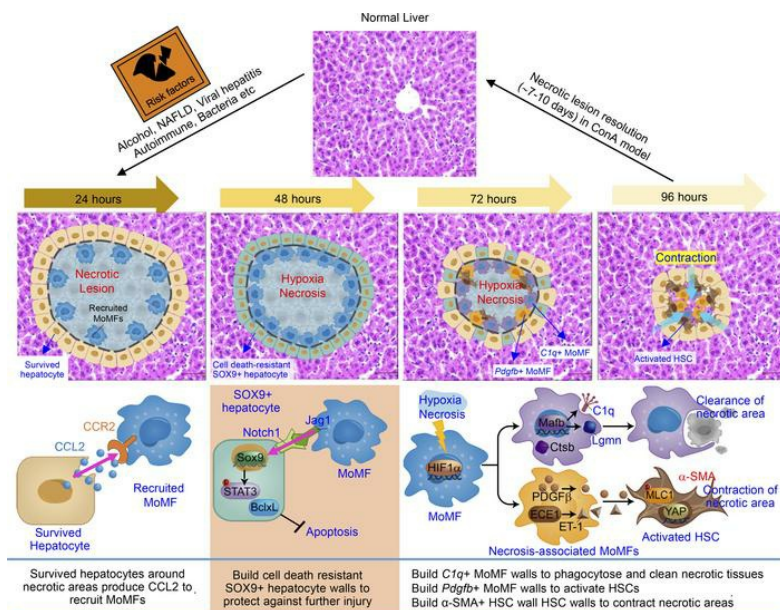 Normal Liver
Risk factors
Alcohol, NAFLD, Viral hepatitis
Autoimmune, Bacteria etc
Necrotic lesion resolution
(~7-10 days) in ConA model
24 hours
48 hours
72 hours
96 hours
Necrotic
Lesion
Recruited
MoMFs
Survived
hepatocyte
Hypoxia
Necrosis
Cell death-resistant
SOX9+ hepatocyte
Hypoxia
Necrosis
C1q+ MoMF
Pdgfb+ MoMF
Contraction
Activated HSC
CCR2
CCL2
Recruited
MoMF
Survived
Hepatocyte
SOX9+
hepatocyte
Notch1
Jag1
Sox9
STAT3
BclxL
MoMF
Apoptosis
Hypoxia
Necrosis
HIF1α
MoMF
Mafb
C1q
Lgmn
Ctsb
Clearance of
necrotic area
PDGFβ
ECE1
ET-1
Necrosis-associated MoMFs
α-SMA
MLC1
YAP
Contraction of
necrotic area
Activated HSC
Survived hepatocytes around
necrotic areas produce CCL2 to
recruit MoMFs
Build cell death resistant
SOX9+ hepatocyte walls to
protect against further injury
Build C1q+ MoMF walls to phagocytose and clean necrotic tissues
Build Pdgfb+ MoMF walls to activate HSCs
Build α-SMA+ HSC wall HSC walls to contract necrotic areas